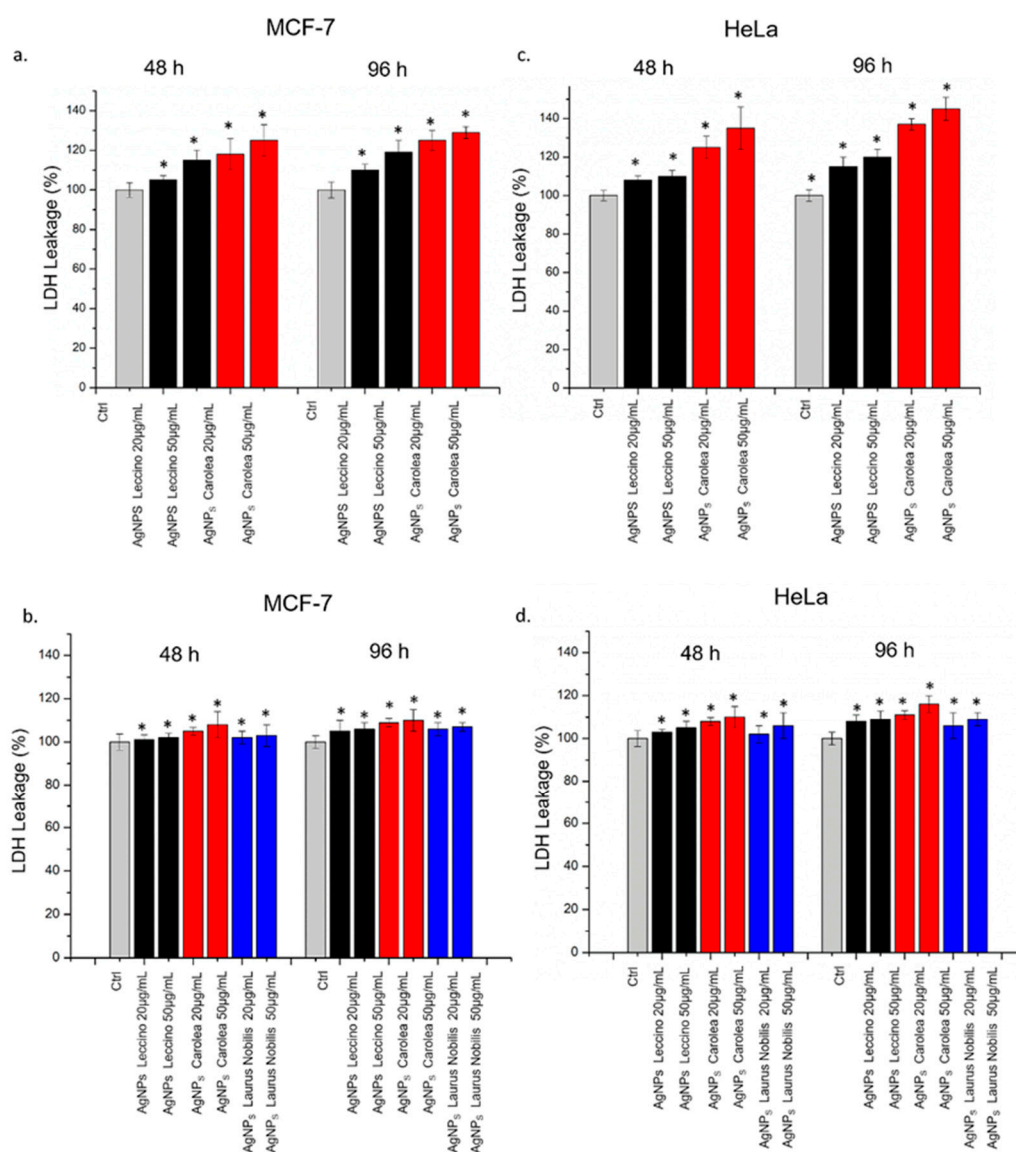 MCF-7
a.
48 h
96 h
LDH Leakage (%)
140
120
100
80
60
40
20
0
* * * *
* * * *
Ctrl
AgNPS Leccino 20µg/mL
AgNPS Leccino 50µg/mL
AgNPs Carolea 20µg/mL
AgNPs Carolea 50µg/mL
AgNPS Leccino 20µg/mL
AgNPS Leccino 50µg/mL
AgNPs Carolea 20µg/mL
AgNPs Carolea 50µg/mL
HeLa
c.
48 h
96 h
LDH Leakage (%)
140
120
100
80
60
40
20
0
* * * *
* * * * *
Ctrl
AgNPS Leccino 20µg/mL
AgNPS Leccino 50µg/mL
AgNPs Carolea 20µg/mL
AgNPs Carolea 50µg/mL
Ctrl
AgNPS Leccino 20µg/mL
AgNPS Leccino 50µg/mL
AgNPs Carolea 20µg/mL
AgNPs Carolea 50µg/mL
MCF-7
b.
48 h
96 h
LDH Leakage (%)
140
120
100
80
60
40
20
0
* * * * * *
* * * * * *
Ctrl
AgNPs Leccino 20µg/mL
AgNPs Leccino 50µg/mL
AgNPs Carolea 20µg/mL
AgNPs Carolea 50µg/mL
AgNPs Laurus Nobilis 20µg/mL
AgNPs Laurus Nobilis 50µg/mL
Ctrl
AgNPs Leccino 20µg/mL
AgNPs Leccino 50µg/mL
AgNPs Carolea 20µg/mL
AgNPs Carolea 50µg/mL
AgNPs Laurus Nobilis 20µg/mL
AgNPs Laurus Nobilis 50µg/mL
HeLa
d.
48 h
96 h
LDH Leakage (%)
140
120
100
80
60
40
20
0
* * * * * *
* * * * * *
Ctrl
AgNPs Leccino 20µg/mL
AgNPs Leccino 50µg/mL
AgNPs Carolea 20µg/mL
AgNPs Carolea 50µg/mL
AgNPs Laurus Nobilis 20µg/mL
AgNPs Laurus Nobilis 50µg/mL
Ctrl
AgNPs Leccino 20µg/mL
AgNPs Leccino 50µg/mL
AgNPs Carolea 20µg/mL
AgNPs Carolea 50µg/mL
AgNPs Laurus Nobilis 20µg/mL
AgNPs Laurus Nobilis 50µg/mL